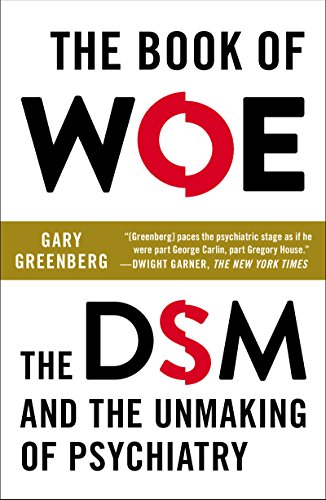 THE BOOK OF
WOE
GARY
GREENBERG
"[Greenberg] paces the psychiatric stage as if he
were part George Carlin, part Gregory House."
—DWIGHT GARNER, THE NEW YORK TIMES
THE DSM
AND THE UNMAKING
OF PSYCHIATRY